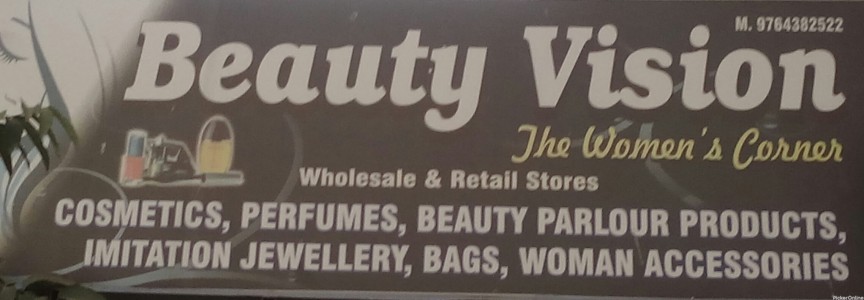 M. 9764382522
Beauty Vision
The Women's Corner
Wholesale & Retail Stores
COSMETICS, PERFUMES, BEAUTY PARLOUR PRODUCTS,
IMITATION JEWELLERY, BAGS, WOMAN ACCESSORIES
PickerOnline